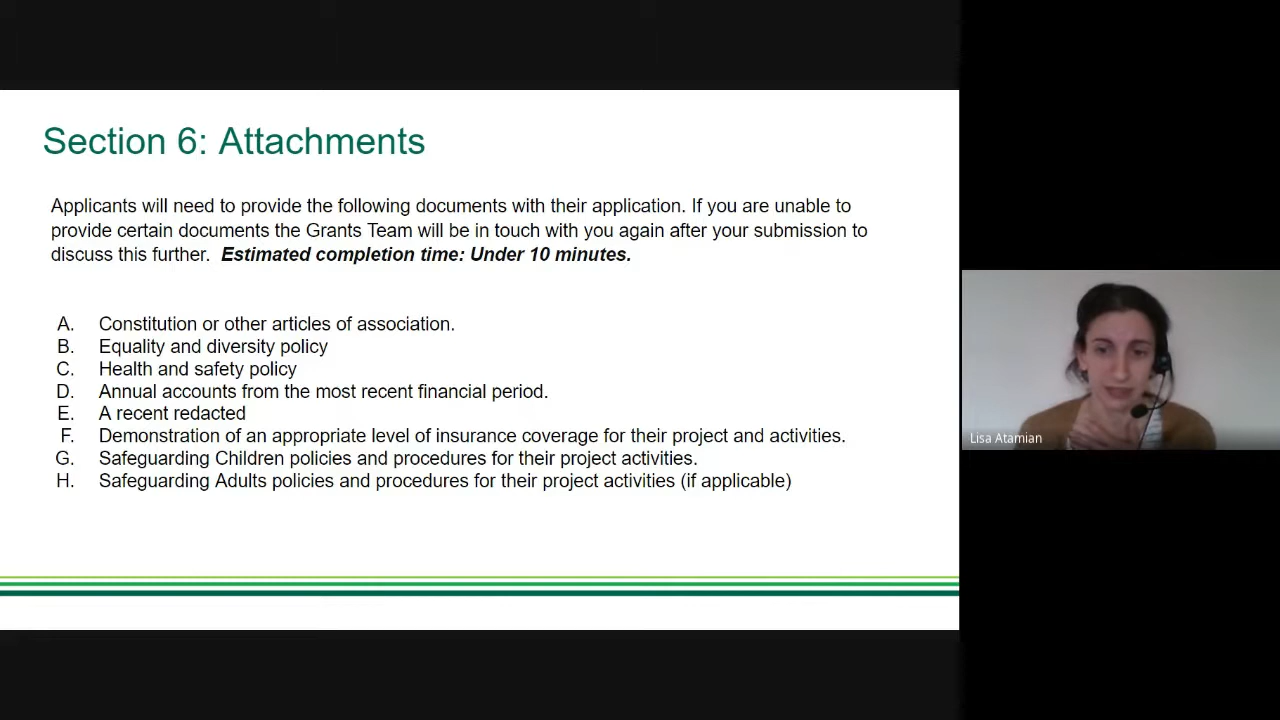 Section 6: Attachments
Applicants will need to provide the following documents with their application. If you are unable to
provide certain documents the Grants Team will be in touch with you again after your submission to
discuss this further. Estimated completion time: Under 10 minutes.
A. Constitution or other articles of association.
B. Equality and diversity policy
C. Health and safety policy
D. Annual accounts from the most recent financial period.
E. A recent redacted
F. Demonstration of an appropriate level of insurance coverage for their project and activities.
G. Safeguarding Children policies and procedures for their project activities.
H. Safeguarding Adults policies and procedures for their project activities (if applicable)
Lisa Atamian